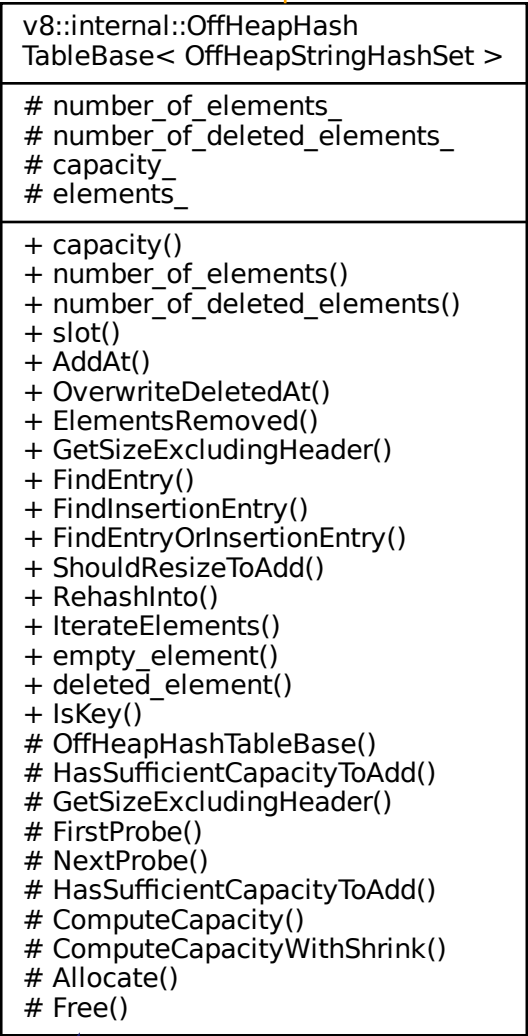 v8::internal::OffHeapHash
TableBase< OffHeapStringHashSet >
# number_of_elements_
# number_of_deleted_elements_
# capacity_
# elements_
+ capacity()
+ number_of_elements()
+ number_of_deleted_elements()
+ slot()
+ AddAt()
+ OverwriteDeletedAt()
+ ElementsRemoved()
+ GetSizeExcludingHeader()
+ FindEntry()
+ FindInsertionEntry()
+ FindEntryOrInsertionEntry()
+ ShouldResizeToAdd()
+ RehashInto()
+ IterateElements()
+ empty_element()
+ deleted_element()
+ IsKey()
# OffHeapHashTableBase()
# HasSufficientCapacityToAdd()
# GetSizeExcludingHeader()
# FirstProbe()
# NextProbe()
# HasSufficientCapacityToAdd()
# ComputeCapacity()
# ComputeCapacityWithShrink()
# Allocate()
# Free()